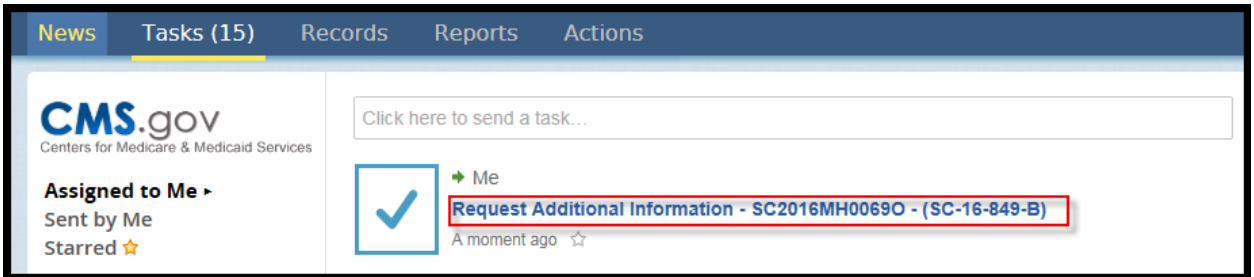 News Tasks (15) Records Reports Actions
CMS.gov
Centers for Medicare & Medicaid Services
Assigned to Me ▸
Sent by Me
Starred
Click here to send a task...
Me
Request Additional Information - SC2016MH0069O - (SC-16-849-B)
A moment ago